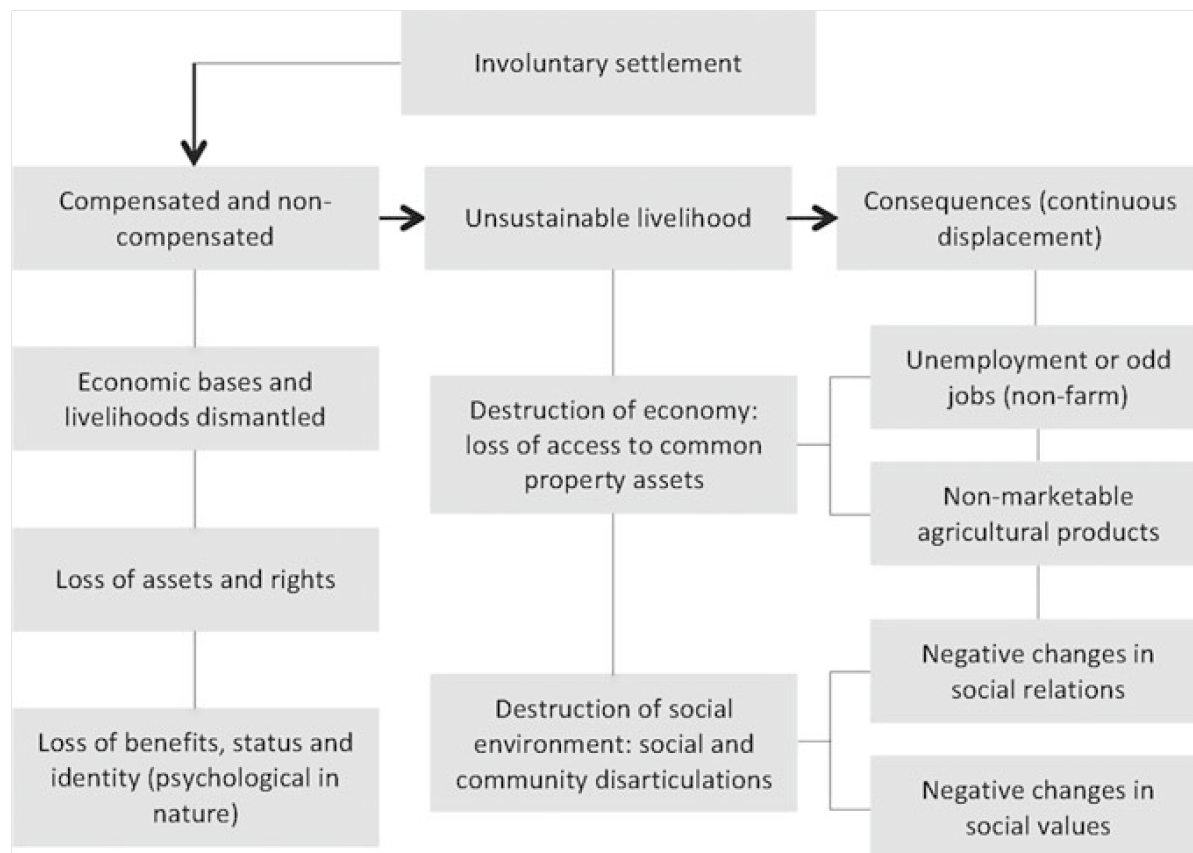 Involuntary settlement
Compensated and non-
compensated
Unsustainable livelihood
Consequences (continuous
displacement)
Economic bases and
livelihoods dismantled
Loss of assets and rights
Loss of benefits, status and
identity (psychological in
nature)
Destruction of economy:
loss of access to common
property assets
Destruction of social
environment: social and
community disarticulations
Unemployment or odd
jobs (non-farm)
Non-marketable
agricultural products
Negative changes in
social relations
Negative changes in
social values